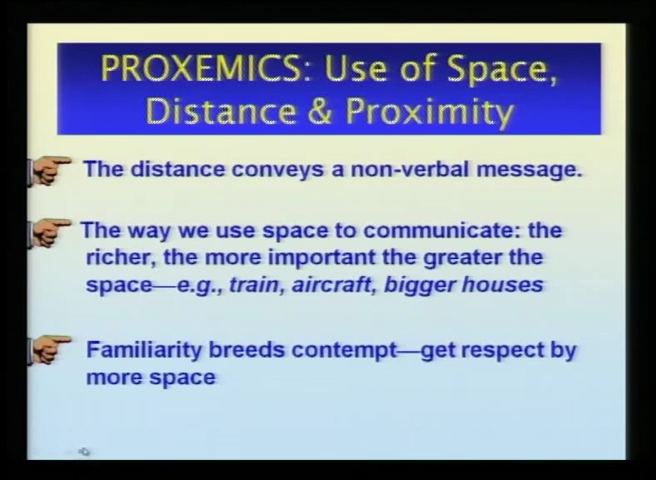 PROXEMICS: Use of Space,
Distance & Proximity
The distance conveys a non-verbal message.
The way we use space to communicate: the
richer, the more important the greater the
space—e.g., train, aircraft, bigger houses
Familiarity breeds contempt—get respect by
more space